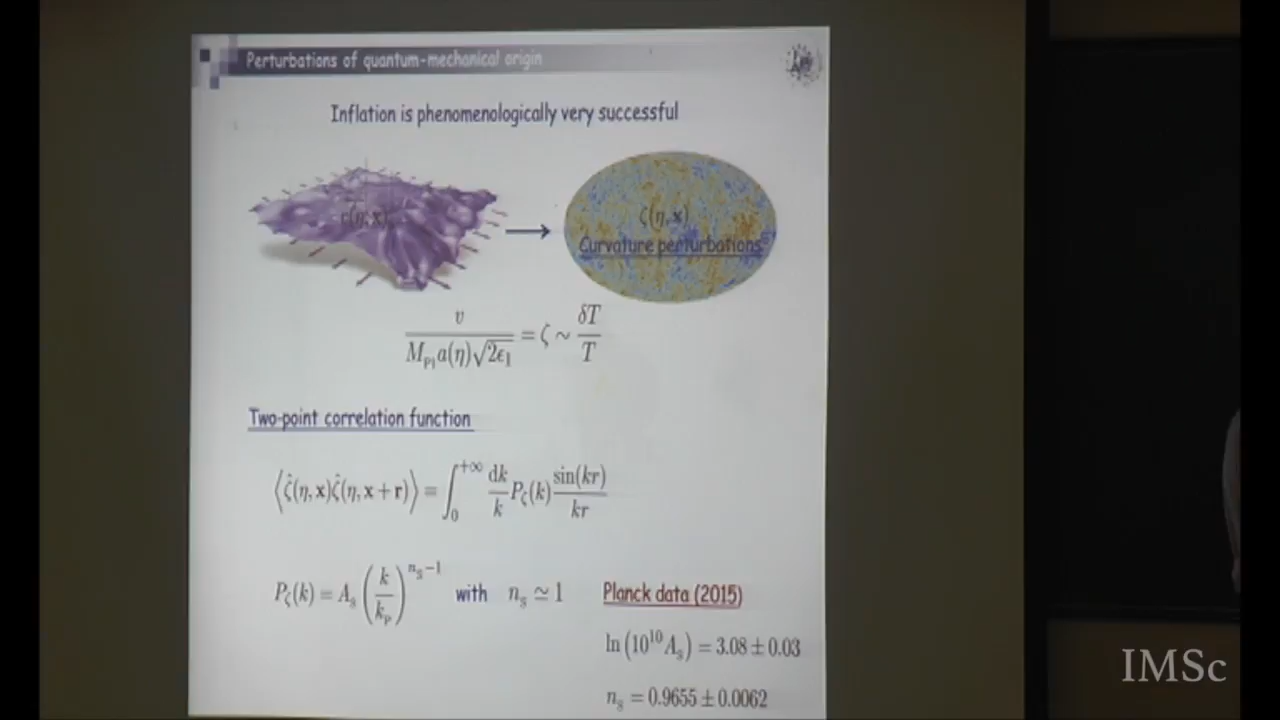 Perturbations of quantum-mechanical origin
Inflation is phenomenologically very successful
v(η,x)
ζ(η,x)
Curvature perturbations
v / (M_Pl a(η)√2ϵ₁) = ζ ~ δT / T
Two-point correlation function
⟨ζ̂(η,x)ζ̂(η,x+r)⟩ = ∫₀^{+∞} dk/k P_ζ(k) sin(kr)/kr
P_ζ(k) = A_s (k/k_P)^{n_s−1} with n_s ≃ 1
Planck data (2015)
ln(10¹⁰A_s) = 3.08 ± 0.03
n_s = 0.9655 ± 0.0062
IMSc